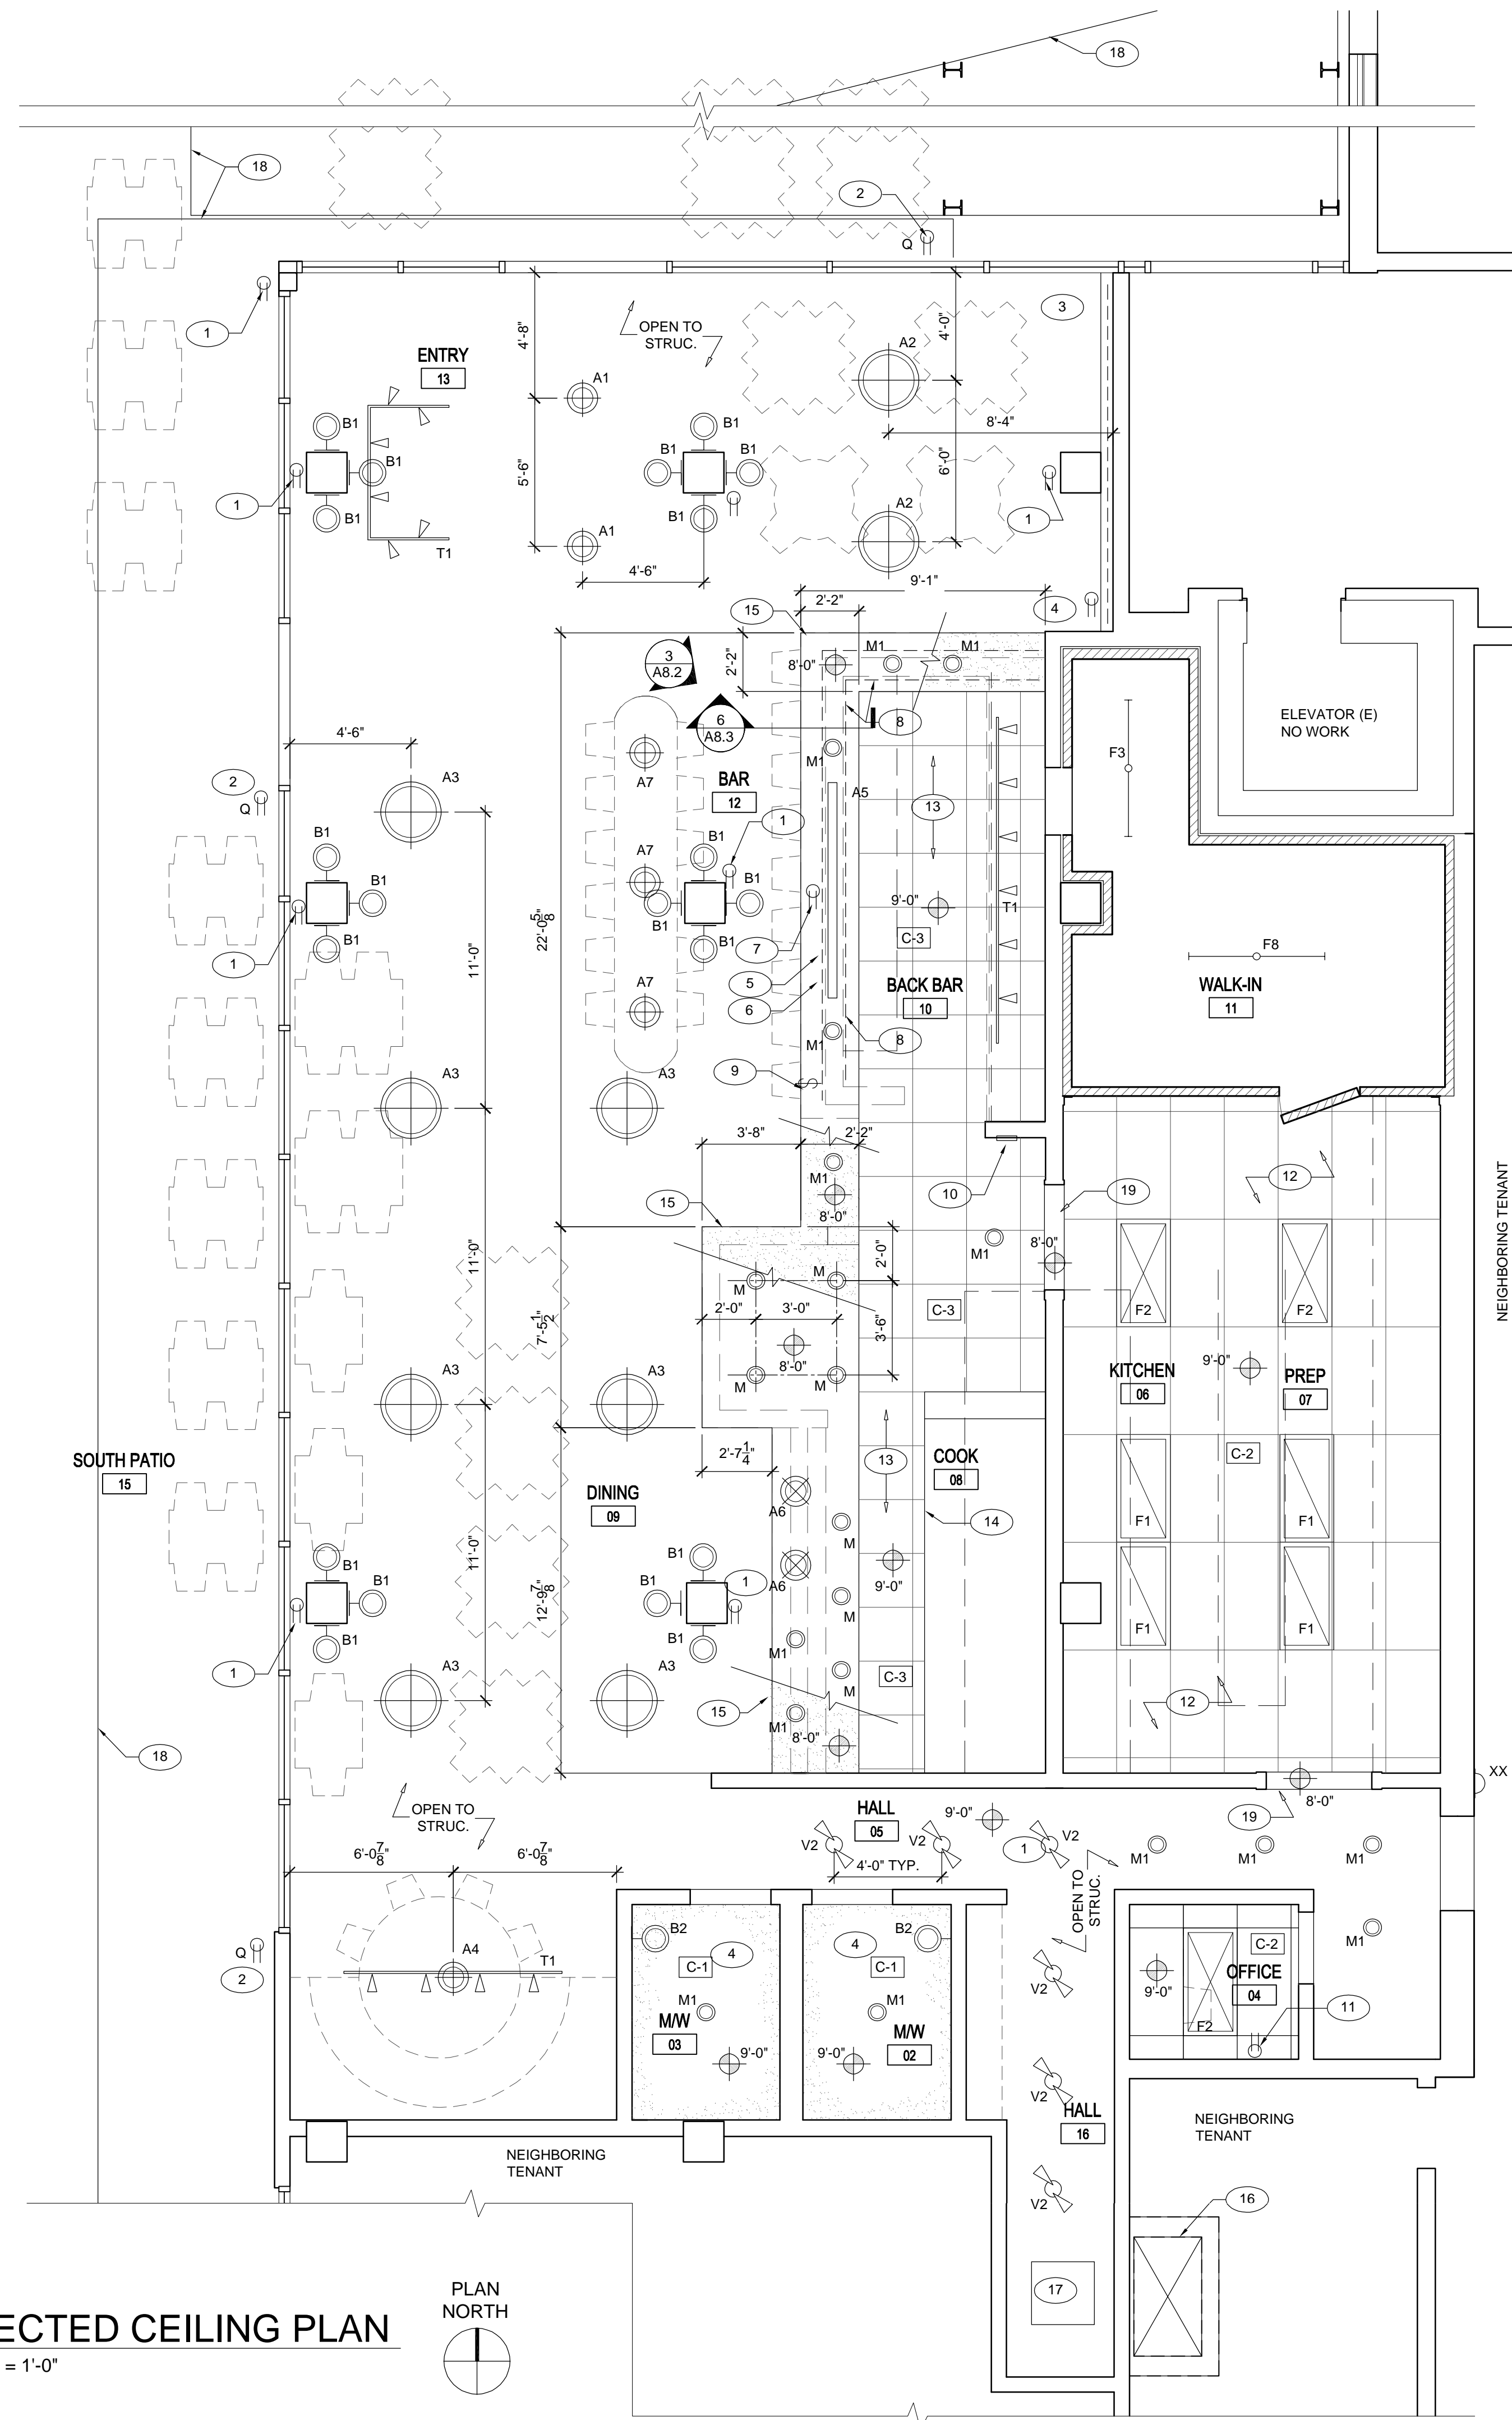 18
18
2
Q
1
3
OPEN TO
STRUC.
4'-8"
4'-0"
ENTRY
13
A1
A2
8'-4"
B1
B1
B1
B1
B1
B1
B1
5'-6"
6'-0"
1
A2
1
T1
A1
4'-6"
9'-1"
2'-2"
15
4
3
A8.2
2'-2"
8'-0"
M1
M1
6
A8.3
8
ELEVATOR (E)
NO WORK
4'-6"
F3
A3
A7
M1
BAR
12
A5
13
2
Q
1
B1
A7
B1
B1
B1
B1
B1
B1
9'-0"
T1
22'-0 5/8"
C-3
7
11'-0"
1
F8
5
A7
BACK BAR
10
WALK-IN
11
6
M1
8
9
A3
A3
3'-8"
2'-2"
NEIGHBORING TENANT
10
19
12
M1
15
8'-0"
M1
8'-0"
11'-0"
2'-0"
M
M
2'-0"
3'-0"
C-3
F2
F2
7'-5 1/2"
3'-6"
8'-0"
9'-0"
KITCHEN
06
PREP
07
A3
A3
M
M
SOUTH PATIO
15
2'-7 1/4"
13
COOK
08
C-2
DINING
09
A6
14
F1
F1
M
11'-0"
B1
B1
B1
B1
B1
1
A6
9'-0"
12'-9 7/8"
M
F1
F1
B1
1
M1
A3
A3
C-3
M
15
M1
8'-0"
12
18
XX
OPEN TO
STRUC.
HALL
05
9'-0"
8'-0"
19
V2
V2
1
V2
M1
M1
M1
6'-0 7/8"
6'-0 7/8"
4'-0" TYP.
OPEN TO
STRUC.
B2
B2
M1
Q
2
A4
T1
4
4
C-1
C-1
C-2
OFFICE
04
9'-0"
V2
M1
M1
F2
11
M/W
03
M/W
02
9'-0"
9'-0"
V2
HALL
16
NEIGHBORING
TENANT
NEIGHBORING
TENANT
V2
16
17
PLAN
NORTH
ECTED CEILING PLAN
= 1'-0"